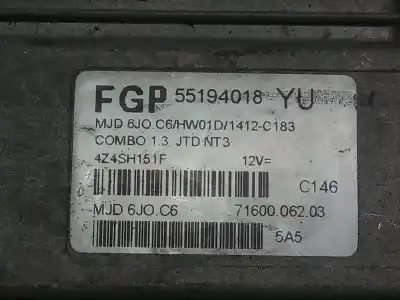 FGP 55194018 YU
MJD 6JO.C6/HW01D/1412-C183
COMBO 1.3 JTD NT3
4Z4SH151F 12V=
C146
MJD 6JO.C6 71600.062.03
5A5